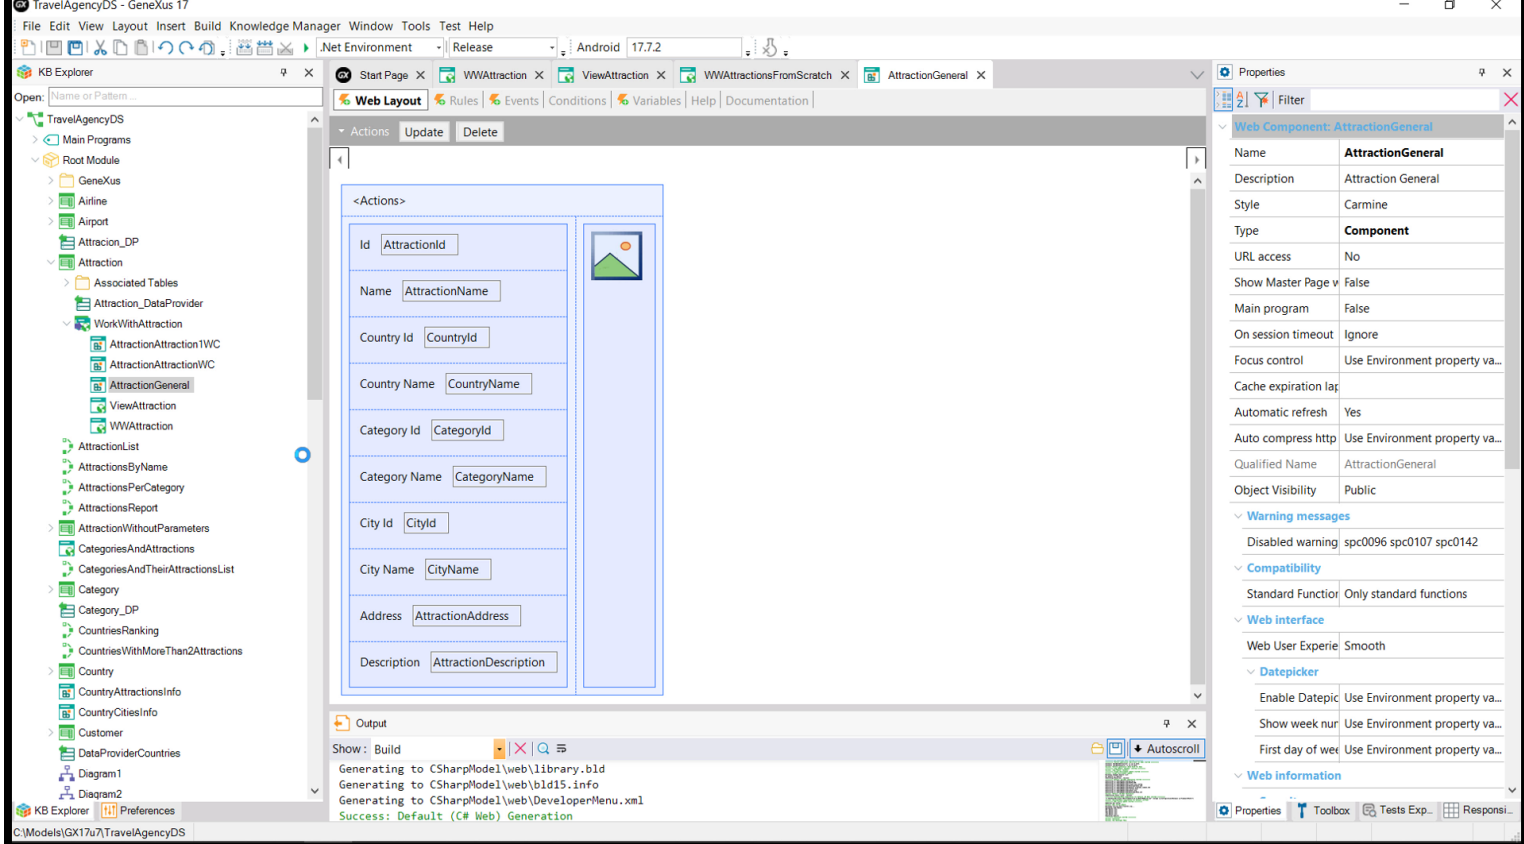 TravelAgencyDS - GeneXus 17
File Edit View Layout Insert Build Knowledge Manager Window Tools Test Help
.Net Environment Release Android 17.7.2
KB Explorer
Open: Name or Pattern ...
TravelAgencyDS
Main Programs
Root Module
GeneXus
Airline
Airport
Attracion_DP
Attraction
Associated Tables
Attraction_DataProvider
WorkWithAttraction
AttractionAttraction1WC
AttractionAttractionWC
AttractionGeneral
ViewAttraction
WWAttraction
AttractionList
AttractionsByName
AttractionsPerCategory
AttractionsReport
AttractionWithoutParameters
CategoriesAndAttractions
CategoriesAndTheirAttractionsList
Category
Category_DP
CountriesRanking
CountriesWithMoreThan2Attractions
Country
CountryAttractionsInfo
CountryCitiesInfo
Customer
DataProviderCountries
Diagram1
Diagram2
KB Explorer Preferences
C:\Models\GX17u7\TravelAgencyDS
Start Page WWAttraction ViewAttraction WWAttractionsFromScratch AttractionGeneral
Web Layout Rules Events Conditions Variables Help Documentation
Actions Update Delete
<Actions>
Id AttractionId
Name AttractionName
Country Id CountryId
Country Name CountryName
Category Id CategoryId
Category Name CategoryName
City Id CityId
City Name CityName
Address AttractionAddress
Description AttractionDescription
Output
Show: Build Autoscroll
Generating to CSharpModel\web\library.bld
Generating to CSharpModel\web\bld15.info
Generating to CSharpModel\web\DeveloperMenu.xml
Success: Default (C# Web) Generation
Properties
Filter
Web Component: AttractionGeneral
Name AttractionGeneral
Description Attraction General
Style Carmine
Type Component
URL access No
Show Master Page w False
Main program False
On session timeout Ignore
Focus control Use Environment property va...
Cache expiration lap
Automatic refresh Yes
Auto compress http Use Environment property va...
Qualified Name AttractionGeneral
Object Visibility Public
Warning messages
Disabled warning spc0096 spc0107 spc0142
Compatibility
Standard Function Only standard functions
Web interface
Web User Experie Smooth
Datepicker
Enable Datepic Use Environment property va...
Show week nur Use Environment property va...
First day of wee Use Environment property va...
Web information
Properties Toolbox Tests Exp... Responsi...